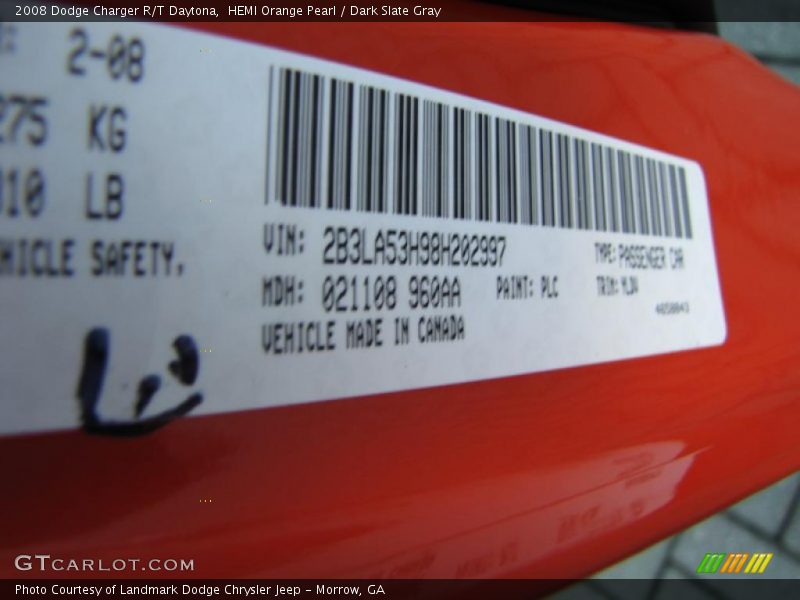 2008 Dodge Charger R/T Daytona, HEMI Orange Pearl / Dark Slate Gray
2-08
275 KG
010 LB
HICLE SAFETY,
VIN: 2B3LA53H98H202997 TYPE: PASSENGER CAR
MDH: 021108 960AA PAINT: PLC TRIM: MLDV
VEHICLE MADE IN CANADA
GTCARLOT.COM
Photo Courtesy of Landmark Dodge Chrysler Jeep - Morrow, GA